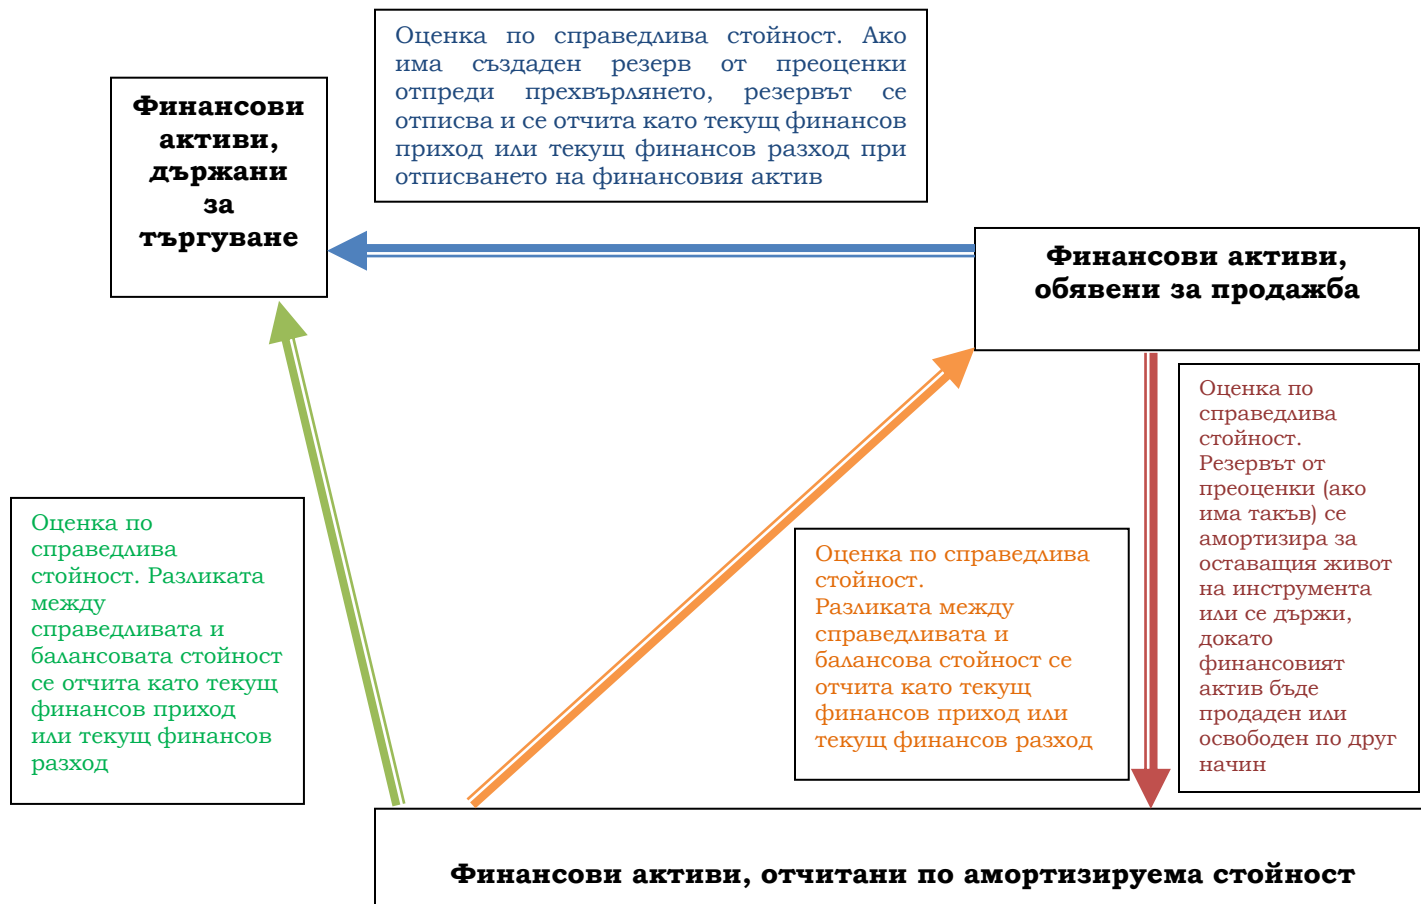 Оценка по справедлива стойност. Ако
има създаден резерв от преоценки
отпреди прехвърлянето, резервът се
отписва и се отчита като текущ финансов
приход или текущ финансов разход при
отписването на финансовия актив
Финансови
активи,
държани
за
търгуване
Финансови активи,
обявени за продажба
Оценка по
справедлива
стойност.
Резервът от
преоценки (ако
има такъв) се
амортизира за
оставащия живот
на инструмента
или се държи,
докато
финансовият
актив бъде
продаден или
освободен по друг
начин
Оценка по
справедлива
стойност. Разликата
между
справедливата и
балансовата стойност
се отчита като текущ
финансов приход
или текущ финансов
разход
Оценка по справедлива
стойност.
Разликата между
справедливата и
балансова стойност се
отчита като текущ
финансов приход или
текущ финансов разход
Финансови активи, отчитани по амортизируема стойност